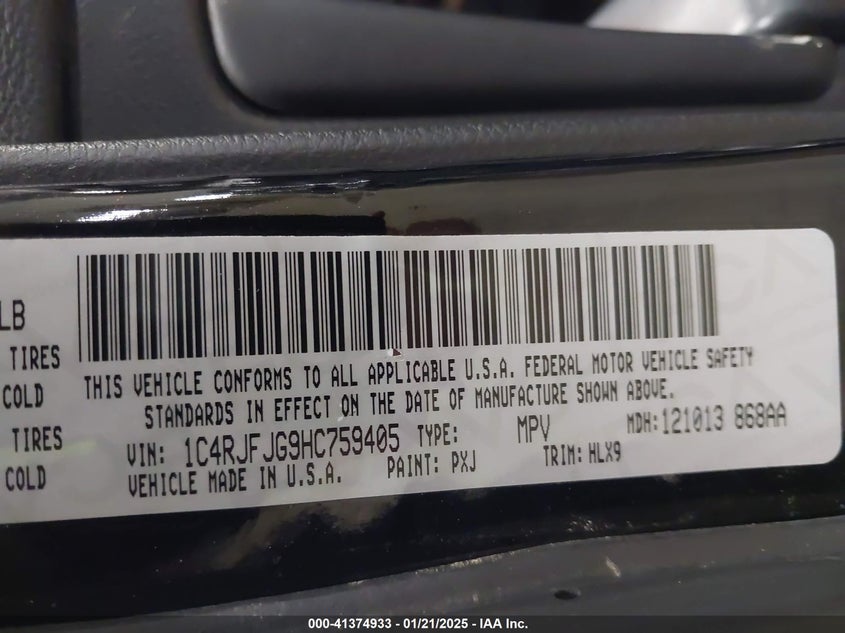 LB
TIRES
COLD
TIRES
COLD
THIS VEHICLE CONFORMS TO ALL APPLICABLE U.S.A. FEDERAL MOTOR VEHICLE SAFETY
STANDARDS IN EFFECT ON THE DATE OF MANUFACTURE SHOWN ABOVE.
VIN: 1C4RJFJG9HC759405 TYPE: MPV MDH:121013 868AA
VEHICLE MADE IN U.S.A. PAINT: PXJ TRIM: HLX9
000-41374933 - 01/21/2025 - IAA Inc.